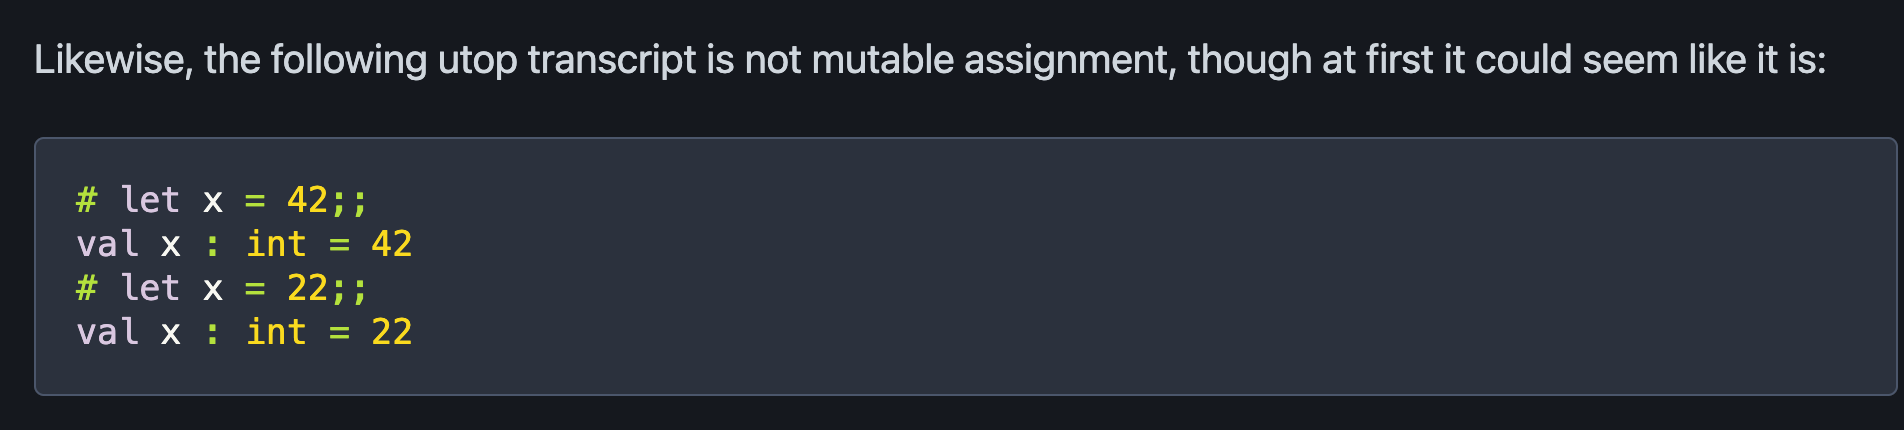 Likewise, the following utop transcript is not mutable assignment, though at first it could seem like it is:
# let x = 42;;
val x : int = 42
# let x = 22;;
val x : int = 22